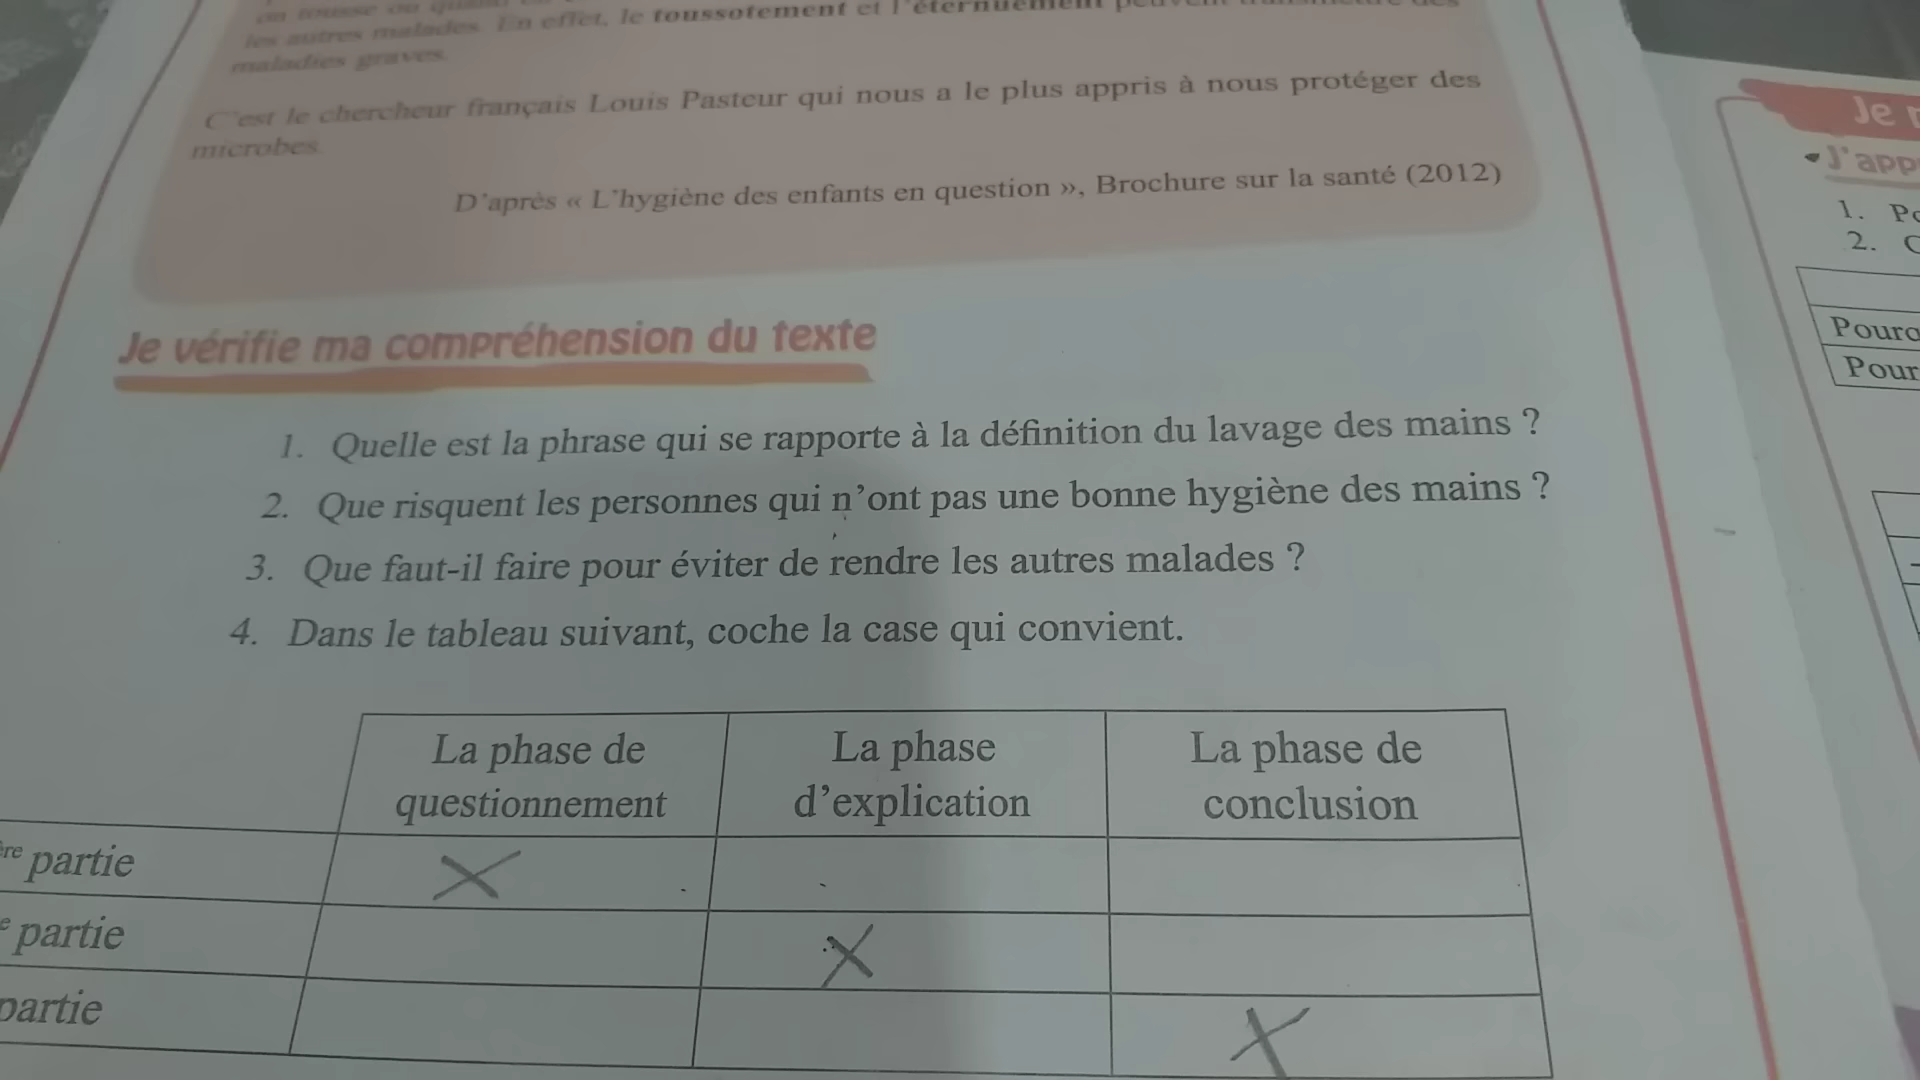 les autres malades. En effet, le toussotement et l'éternuement
maladies graves.
C'est le chercheur français Louis Pasteur qui nous a le plus appris à nous protéger des
microbes.
D'après « L'hygiène des enfants en question », Brochure sur la santé (2012)
Je vérifie ma compréhension du texte
1. Quelle est la phrase qui se rapporte à la définition du lavage des mains ?
2. Que risquent les personnes qui n'ont pas une bonne hygiène des mains ?
3. Que faut-il faire pour éviter de rendre les autres malades ?
4. Dans le tableau suivant, coche la case qui convient.
La phase de questionnement
La phase d'explication
La phase de conclusion
partie
partie
partie
Je
J'app
1.
2.
Pour